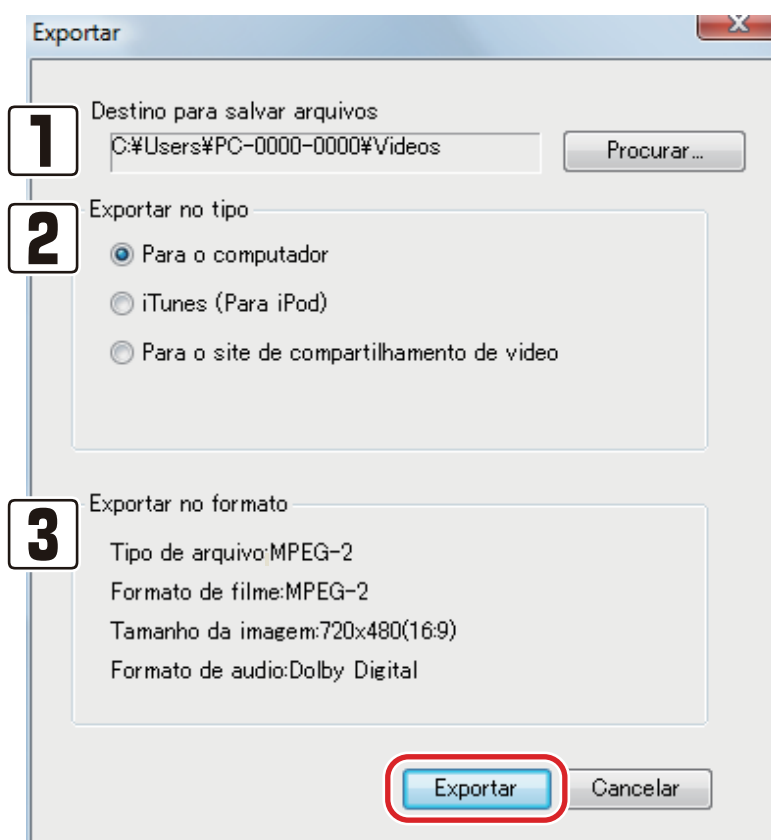 Exportar
X
1
Destino para salvar arquivos
C:¥Users¥PC-0000-0000¥Videos
Procurar...
2
Exportar no tipo
Para o computador
iTunes (Para iPod)
Para o site de compartilhamento de video
3
Exportar no formato
Tipo de arquivo:MPEG-2
Formato de filme:MPEG-2
Tamanho da imagem:720x480(16:9)
Formato de audio:Dolby Digital
Exportar
Cancelar